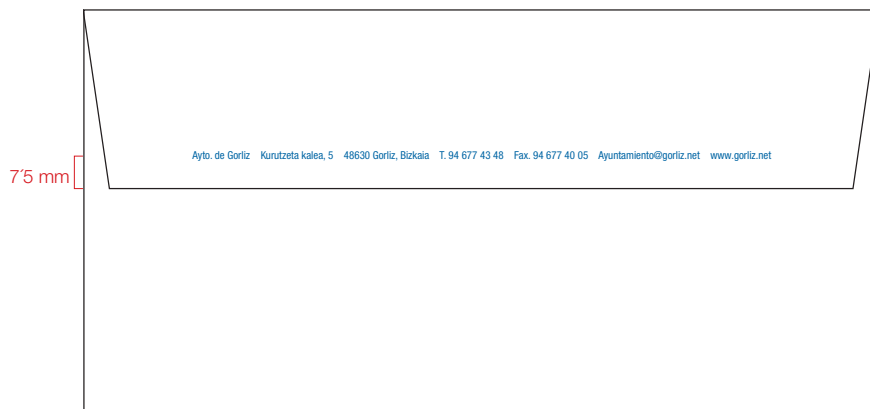 Ayto. de Gorliz Kurutzeta kalea, 5 48630 Gorliz, Bizkaia T. 94 677 43 48 Fax. 94 677 40 05 Ayuntamiento@gorliz.net www.gorliz.net
7´5 mm